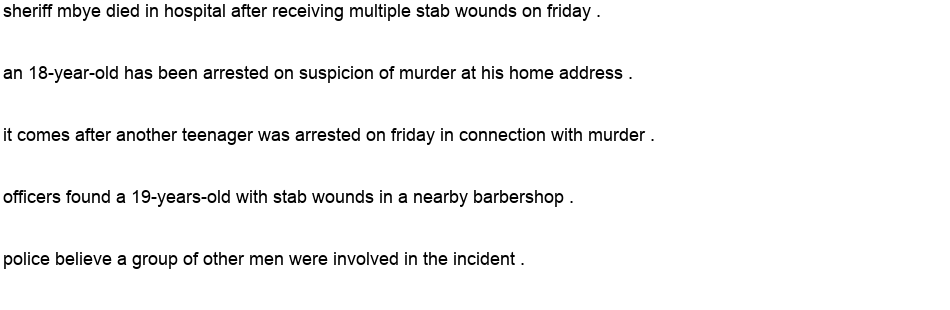 sheriff mbye died in hospital after receiving multiple stab wounds on friday .
an 18-year-old has been arrested on suspicion of murder at his home address .
it comes after another teenager was arrested on friday in connection with murder .
officers found a 19-years-old with stab wounds in a nearby barbershop .
police believe a group of other men were involved in the incident .